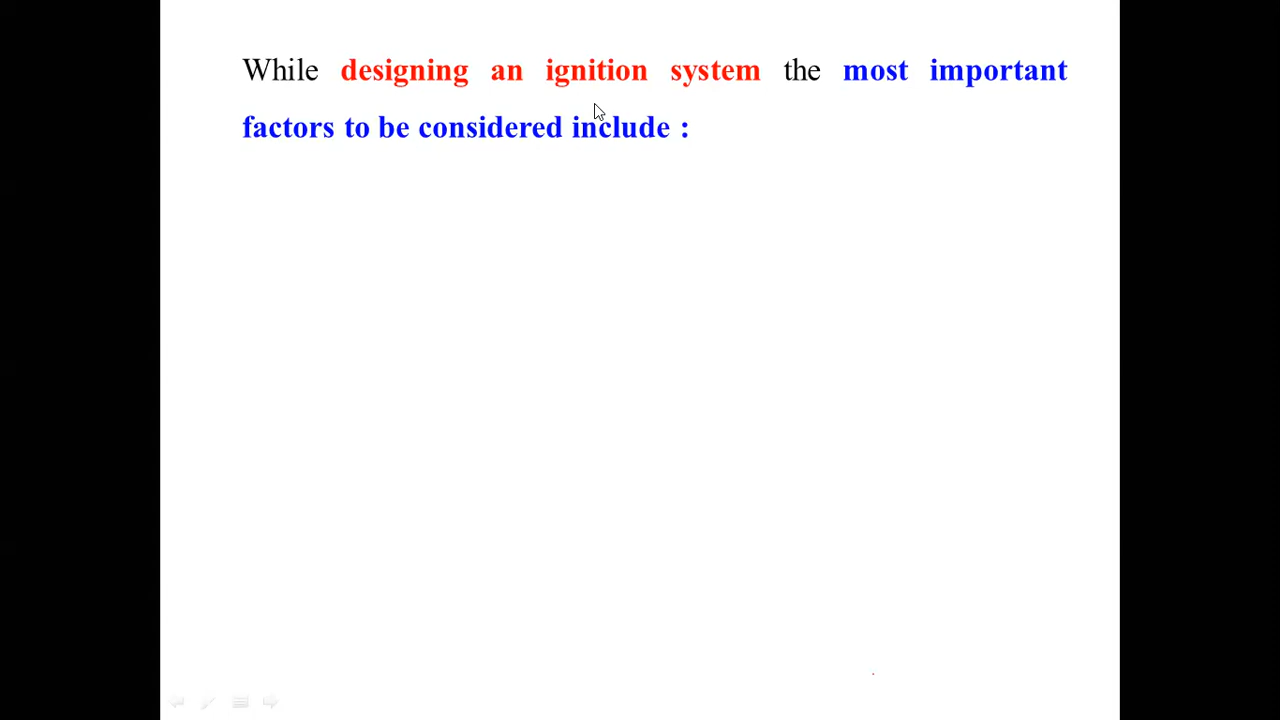 While designing an ignition system the most important
factors to be considered include :